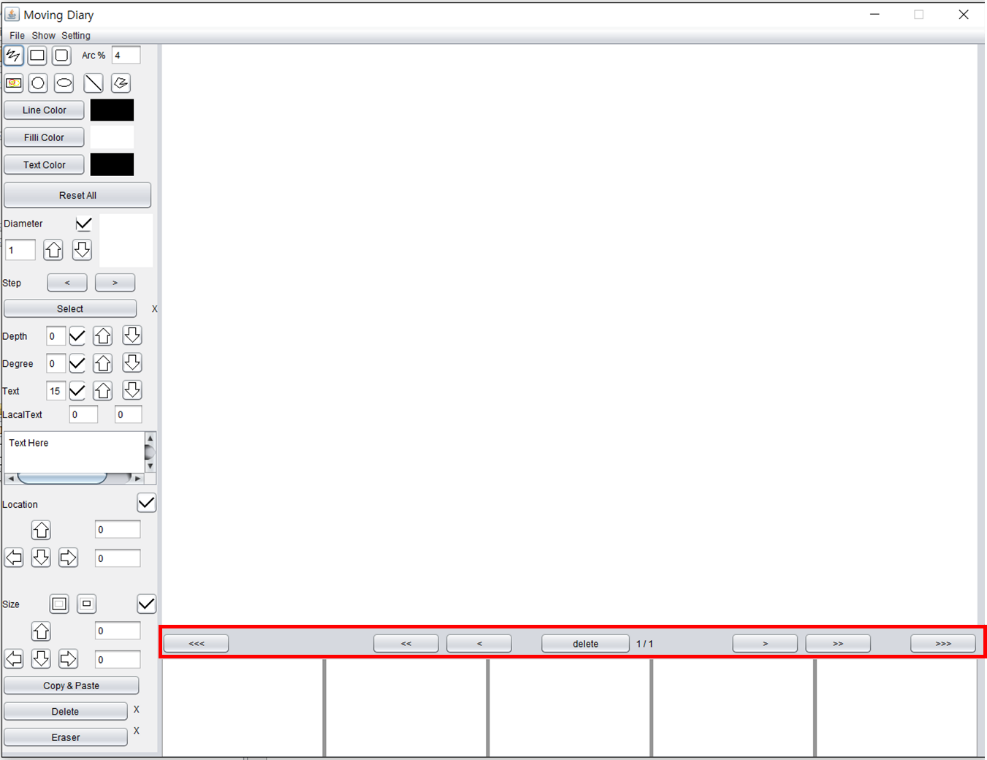 Moving Diary
File Show Setting
Arc % 4
Line Color
Filli Color
Text Color
Reset All
Diameter
1
Step < >
Select X
Depth 0
Degree 0
Text 15
LacalText 0 0
Text Here
Location
0
0
Size
0
0
Copy & Paste
Delete X
Eraser X
<<< << < delete 1 / 1 > >> >>>